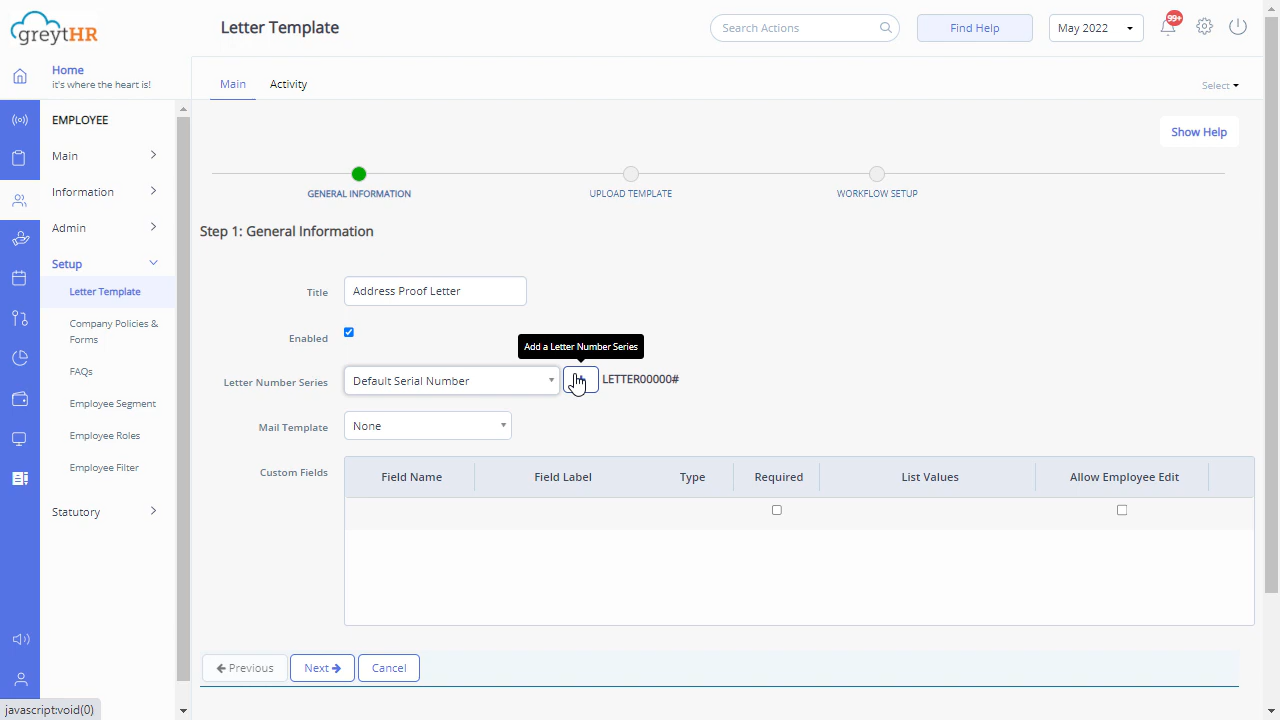 greytHR
Letter Template
Search Actions
Find Help
May 2022
99+
Home
it's where the heart is!
Main
Activity
Select
EMPLOYEE
Main
Information
Admin
Setup
Letter Template
Company Policies &
Forms
FAQs
Employee Segment
Employee Roles
Employee Filter
Statutory
Show Help
GENERAL INFORMATION
UPLOAD TEMPLATE
WORKFLOW SETUP
Step 1: General Information
Title
Address Proof Letter
Enabled
Add a Letter Number Series
Letter Number Series
Default Serial Number
LETTER00000#
Mail Template
None
Custom Fields
Field Name
Field Label
Type
Required
List Values
Allow Employee Edit
Previous
Next
Cancel
javascript:void(0)